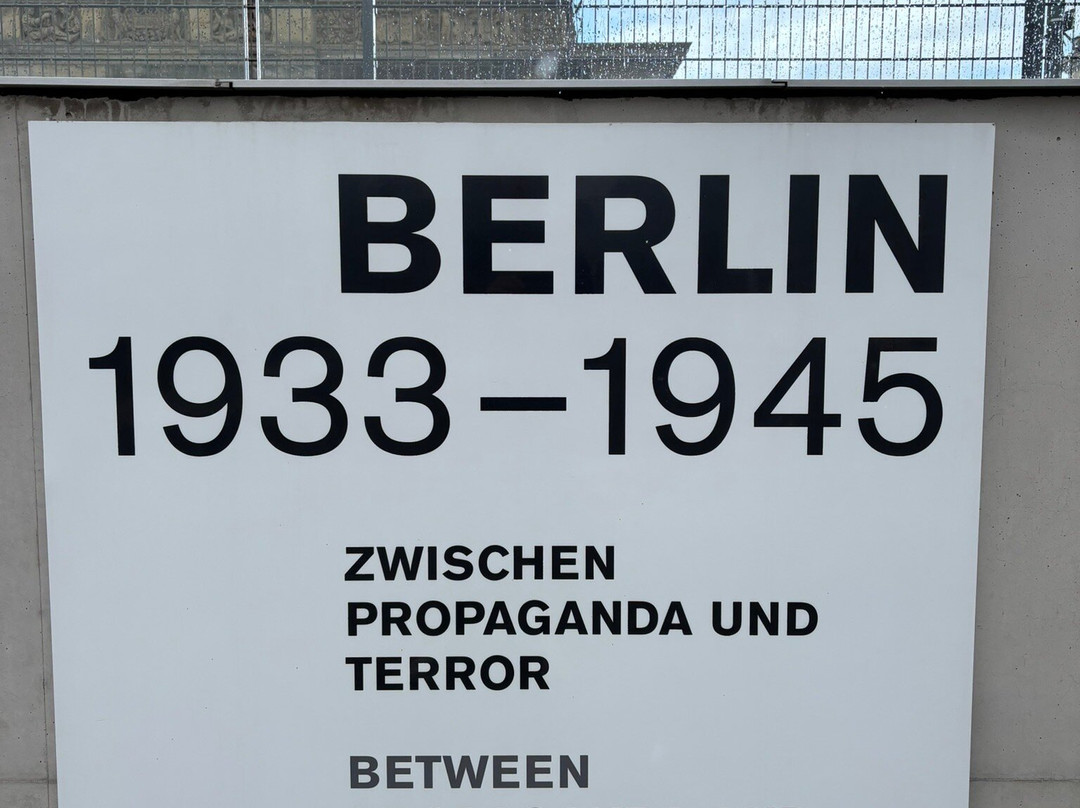 BERLIN
1933–1945
ZWISCHEN
PROPAGANDA UND
TERROR
BETWEEN